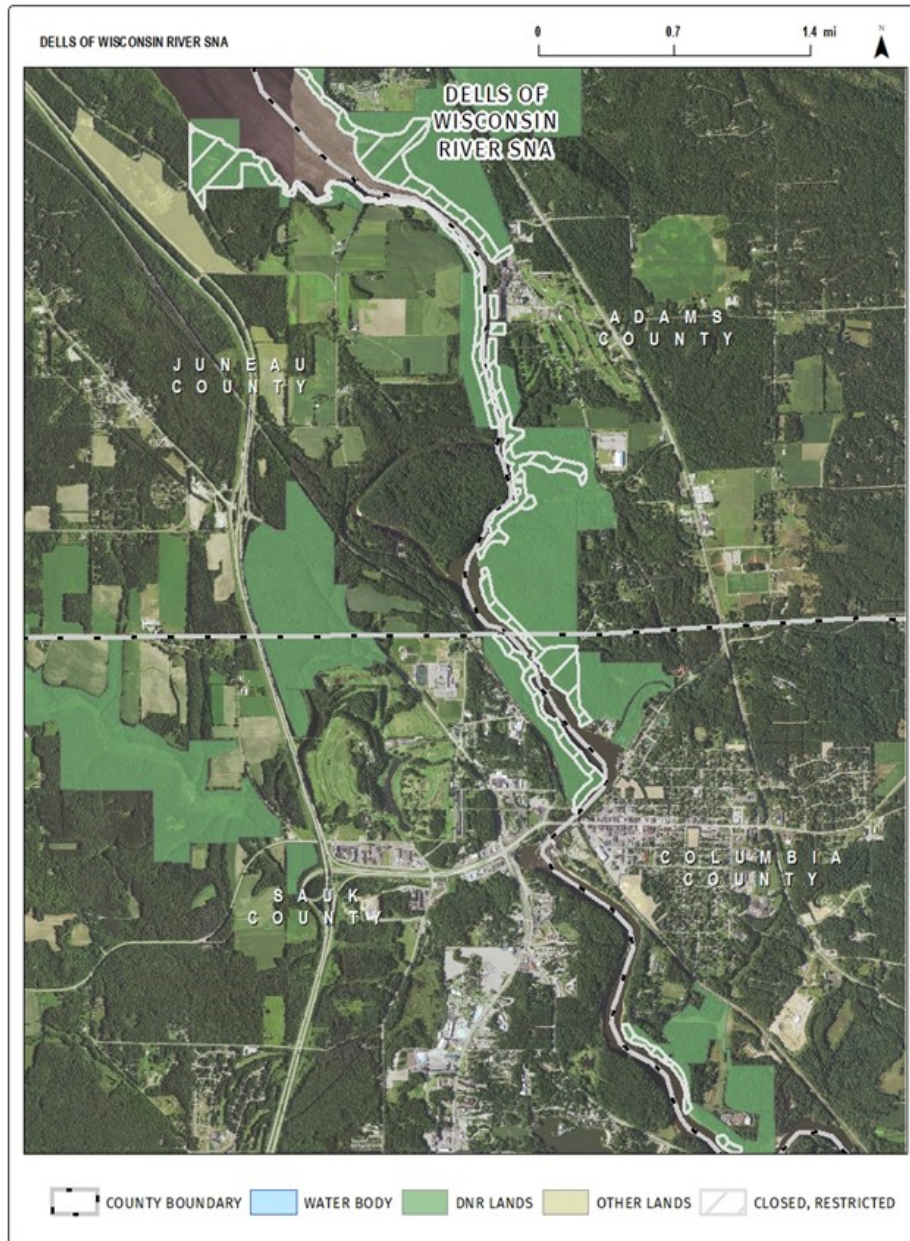 DELLS OF WISCONSIN RIVER SNA
0 0.7 1.4 mi
N
DELLS OF
WISCONSIN
RIVER SNA
ADAMS
COUNTY
JUNEAU
COUNTY
COLUMBIA
COUNTY
SAUK
COUNTY
COUNTY BOUNDARY WATER BODY DNR LANDS OTHER LANDS CLOSED, RESTRICTED